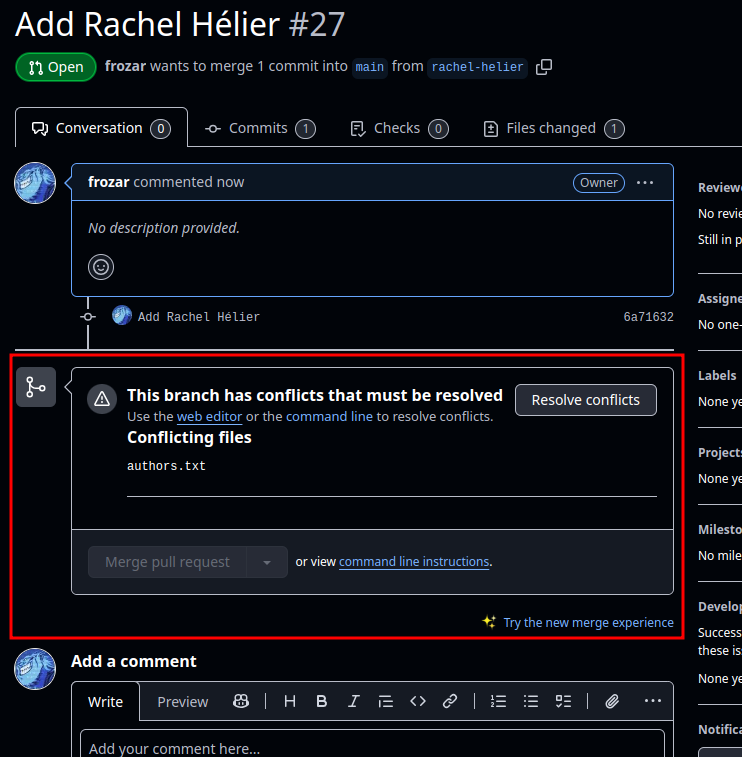 Add Rachel Hélier #27
Open frozar wants to merge 1 commit into main from rachel-helier
Conversation 0 Commits 1 Checks 0 Files changed 1
frozar commented now Owner
No description provided.
Add Rachel Hélier 6a71632
This branch has conflicts that must be resolved
Resolve conflicts
Use the web editor or the command line to resolve conflicts.
Conflicting files
authors.txt
Merge pull request or view command line instructions.
Try the new merge experience
Add a comment
Write Preview H B I
Add your comment here...
Reviewe
No revie
Still in p
Assigne
No one-
Labels
None ye
Projects
None ye
Milesto
No mile
Develop
Success
these is
None ye
Notifica